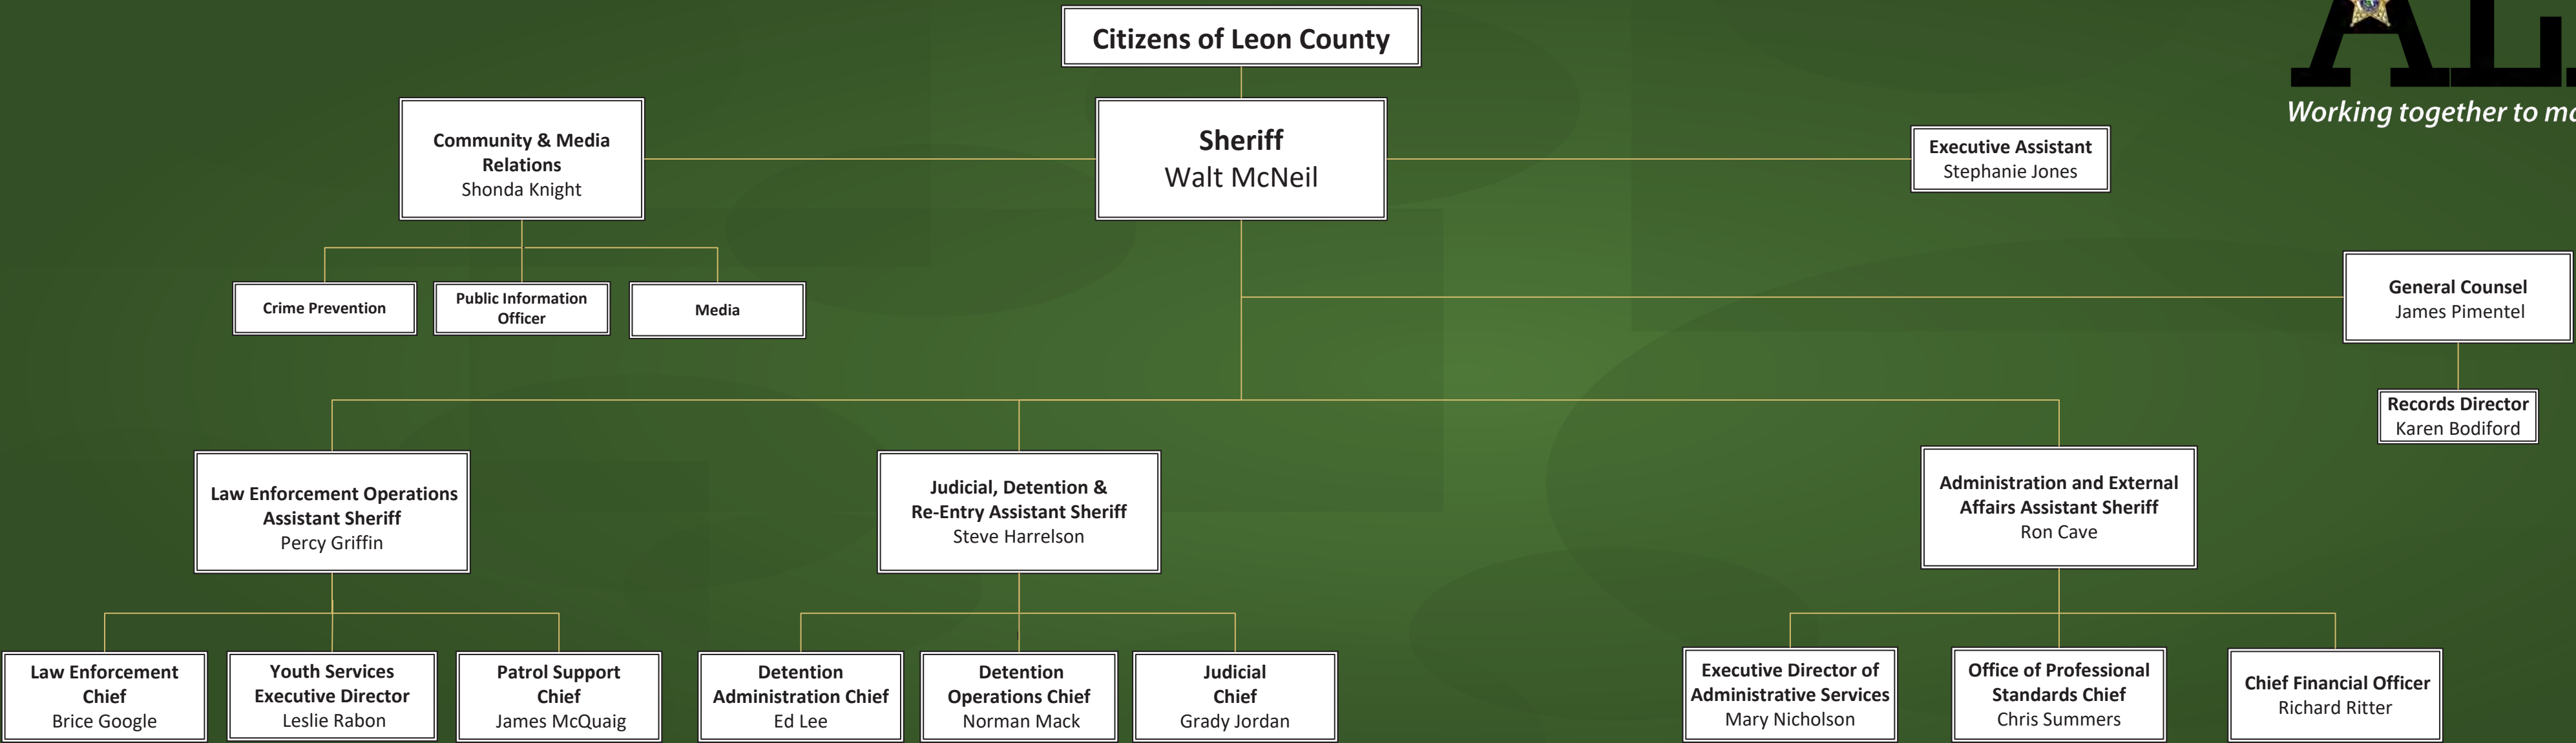 Citizens of Leon County
Sheriff
Walt McNeil
Community & Media
Relations
Shonda Knight
Executive Assistant
Stephanie Jones
Working together to
Crime Prevention
Public Information
Officer
Media
General Counsel
James Pimentel
Records Director
Karen Bodiford
Law Enforcement Operations
Assistant Sheriff
Percy Griffin
Judicial, Detention &
Re-Entry Assistant Sheriff
Steve Harrelson
Administration and External
Affairs Assistant Sheriff
Ron Cave
Law Enforcement
Chief
Brice Google
Youth Services
Executive Director
Leslie Rabon
Patrol Support
Chief
James McQuaig
Detention
Administration Chief
Ed Lee
Detention
Operations Chief
Norman Mack
Judicial
Chief
Grady Jordan
Executive Director of
Administrative Services
Mary Nicholson
Office of Professional
Standards Chief
Chris Summers
Chief Financial Officer
Richard Ritter